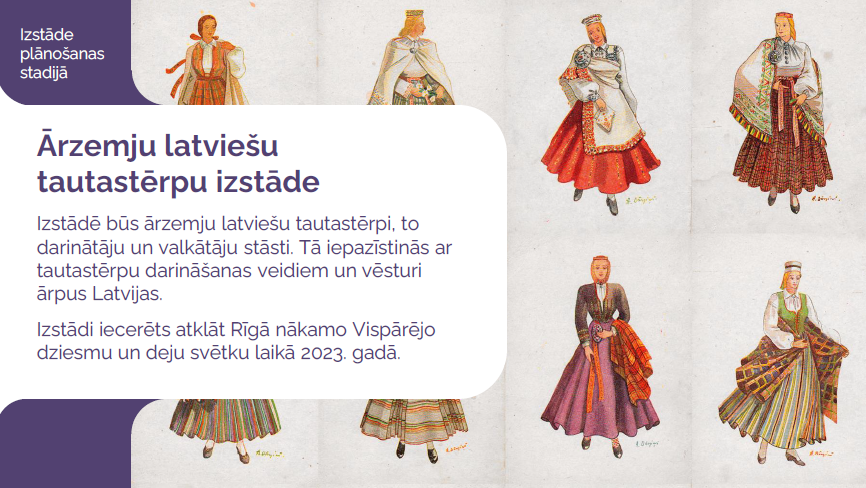 Izstāde
plānošanas
stadijā
Ārzemju latviešu
tautastērpu izstāde
Izstādē būs ārzemju latviešu tautastērpi, to
darinātāju un valkātāju stāsti. Tā iepazīstinās ar
tautastērpu darināšanas veidiem un vēsturi
ārpus Latvijas.
Izstādi iecerēts atklāt Rīgā nākamo Vispārējo
dziesmu un deju svētku laikā 2023. gadā.